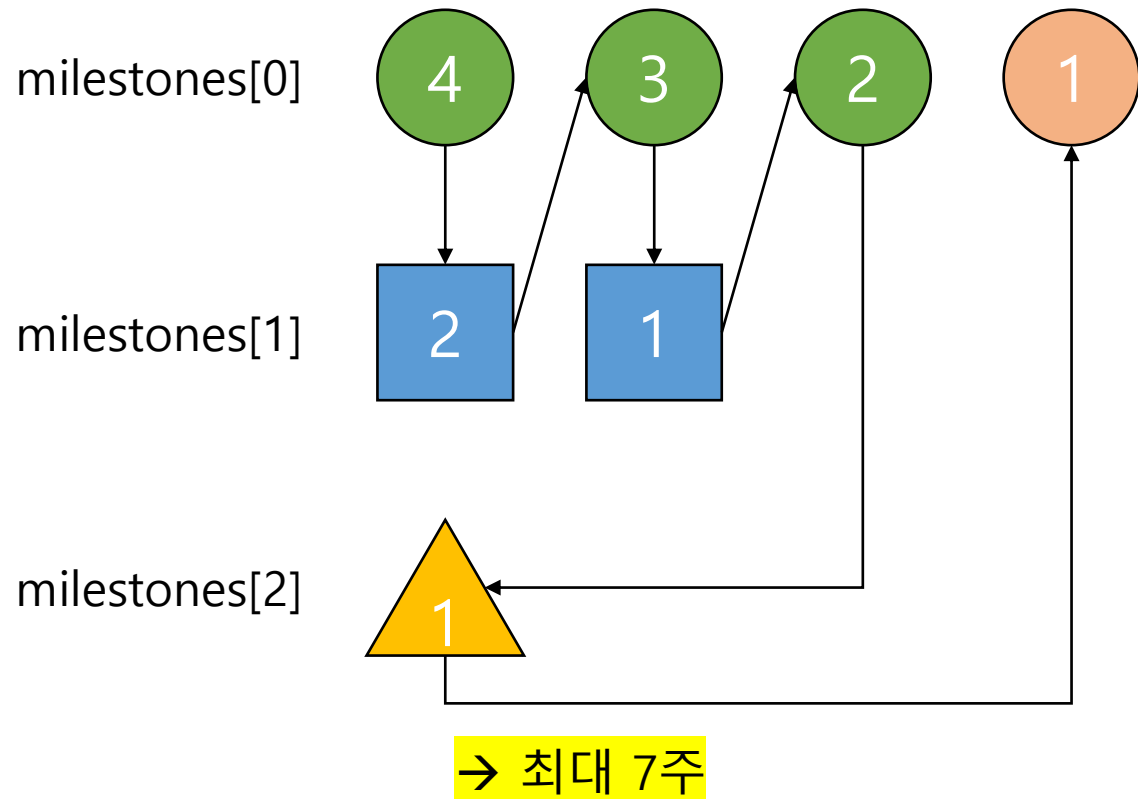 milestones[0] 4 3 2 1
milestones[1] 2 1
milestones[2] 1
→ 최대 7주